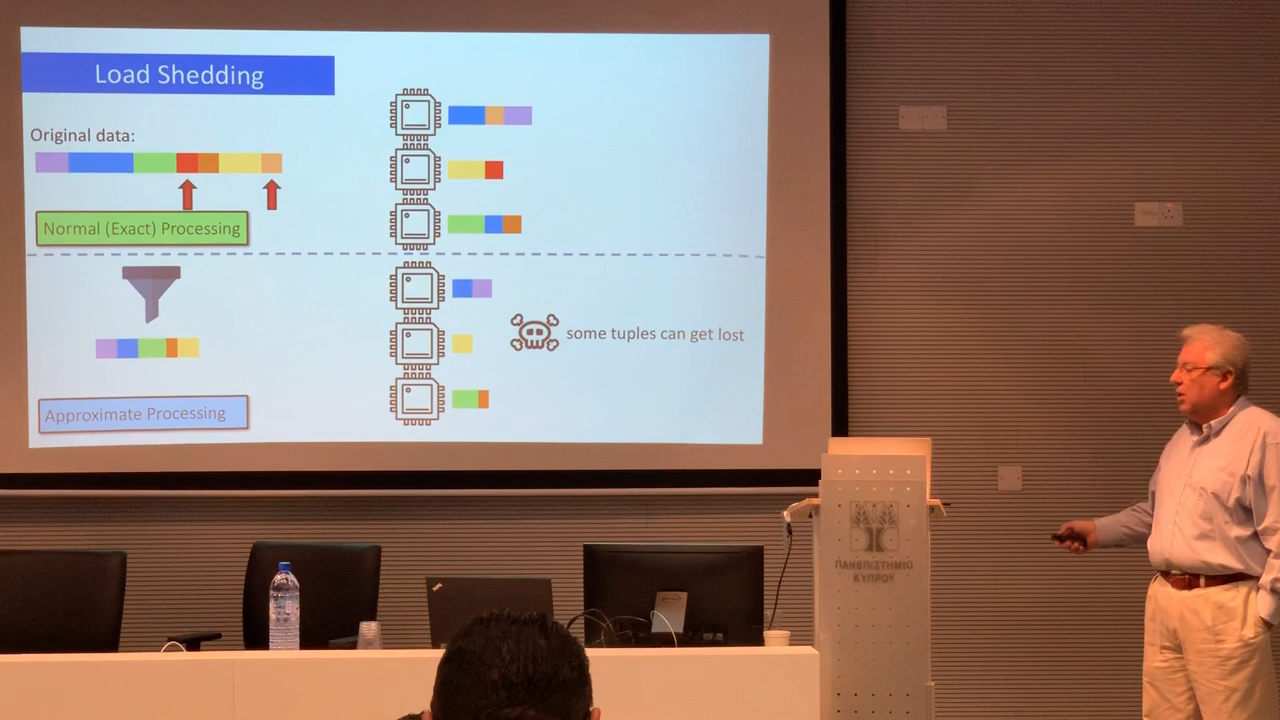 Load Shedding
Original data:
Normal (Exact) Processing
some tuples can get lost
Approximate Processing
ΠΑΝΕΠΙΣΤΗΜΙΟ
ΚΥΠΡΟΥ